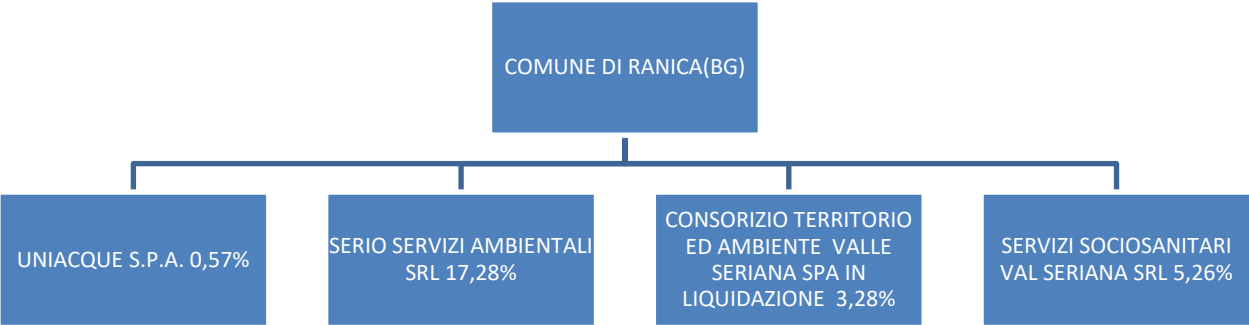 COMUNE DI RANICA(BG)
UNIACQUE S.P.A. 0,57%
SERIO SERVIZI AMBIENTALI
SRL 17,28%
CONSORIZIO TERRITORIO
ED AMBIENTE VALLE
SERIANA SPA IN
LIQUIDAZIONE 3,28%
SERVIZI SOCIOSANITARI
VAL SERIANA SRL 5,26%